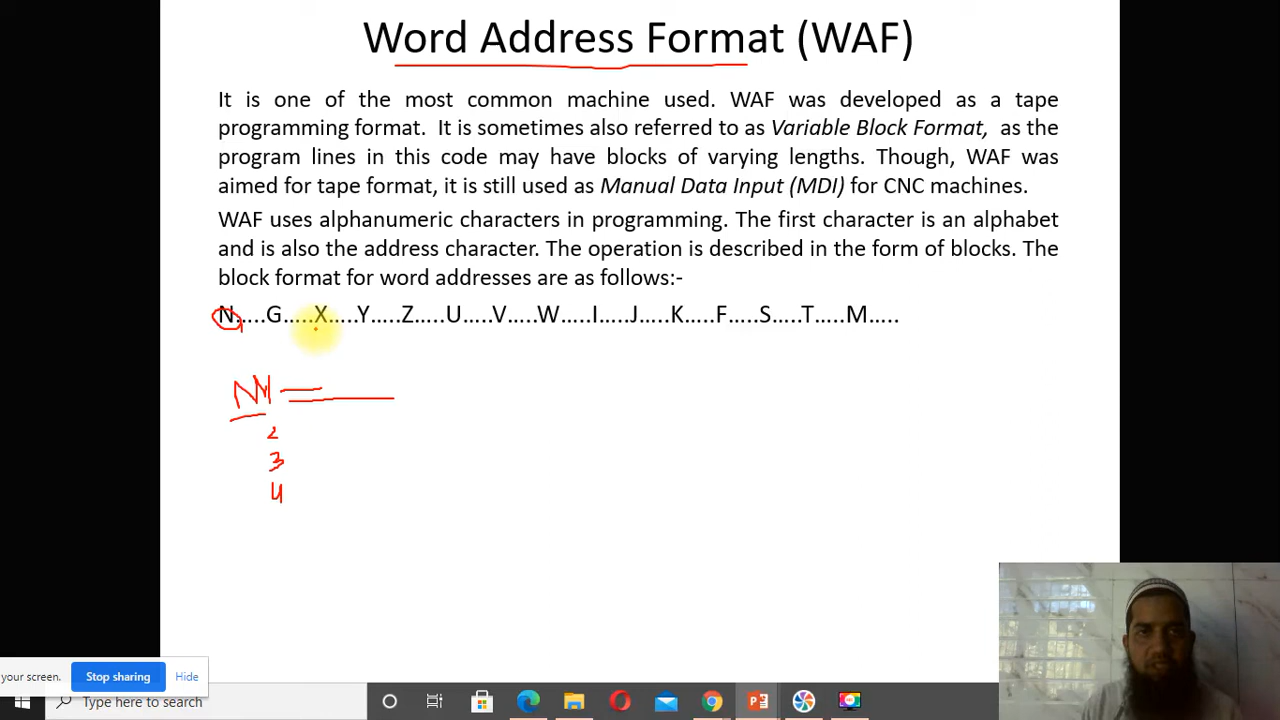 Word Address Format (WAF)
It is one of the most common machine used. WAF was developed as a tape
programming format. It is sometimes also referred to as Variable Block Format, as the
program lines in this code may have blocks of varying lengths. Though, WAF was
aimed for tape format, it is still used as Manual Data Input (MDI) for CNC machines.
WAF uses alphanumeric characters in programming. The first character is an alphabet
and is also the address character. The operation is described in the form of blocks. The
block format for word addresses are as follows:-
N.....G.....X.....Y.....Z.....U.....V.....W.....I.....J.....K.....F.....S.....T.....M.....
2
3
4
your screen.
Stop sharing
Hide
Type here to search